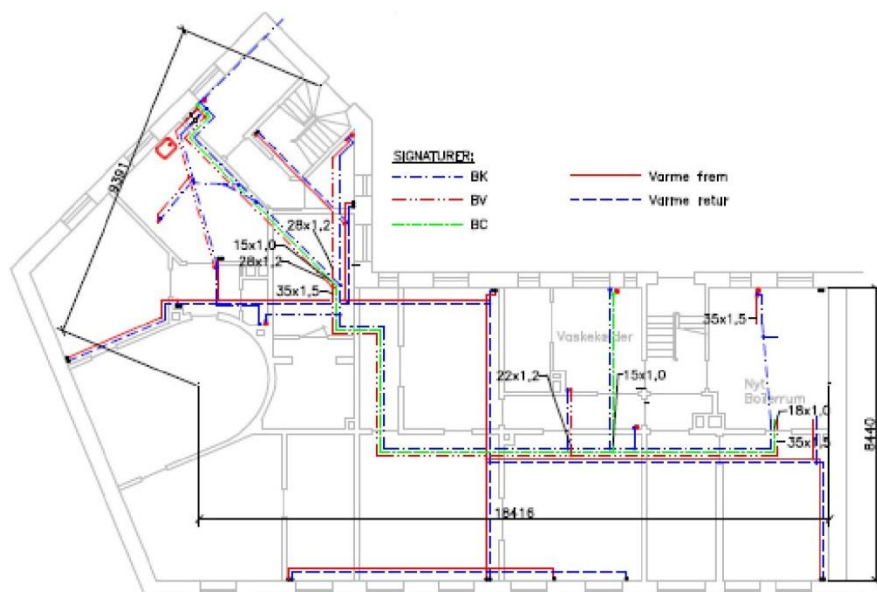 9391
SIGNATURER:
BK
BV
BC
Varme frem
Varme retur
28x1,2
15x1,0
28x1,2
35x1,5
35x1,5
Vaskekælder
22x1,2
15x1,0
Nyt
Boilerrum
18x1,0
35x1,5
8440
18416